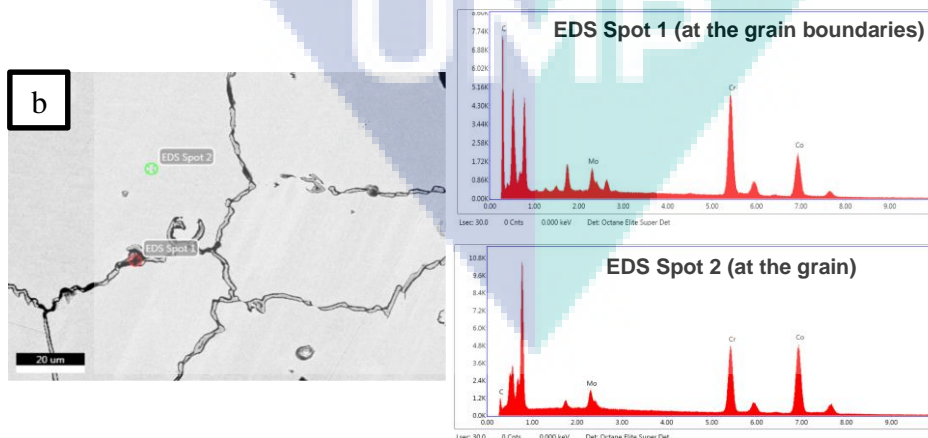 UMP
b
EDS Spot 2
EDS Spot 1
20 um
EDS Spot 1 (at the grain boundaries)
8.60K
7.74K
6.88K
6.02K
5.16K
4.30K
3.44K
2.58K
1.72K
0.86K
0.00K
C
Mo
Cr
Co
0.00 1.00 2.00 3.00 4.00 5.00 6.00 7.00 8.00 9.00
Lsec: 30.0 0 Cnts 0.000 keV Det: Octane Elite Super Det
EDS Spot 2 (at the grain)
10.8K
9.6K
8.4K
7.2K
6.0K
4.8K
3.6K
2.4K
1.2K
0.0K
C
Mo
Cr
Co
0.00 1.00 2.00 3.00 4.00 5.00 6.00 7.00 8.00 9.00
Lsec: 30.0 0 Cnts 0.000 keV Det: Octane Elite Super Det